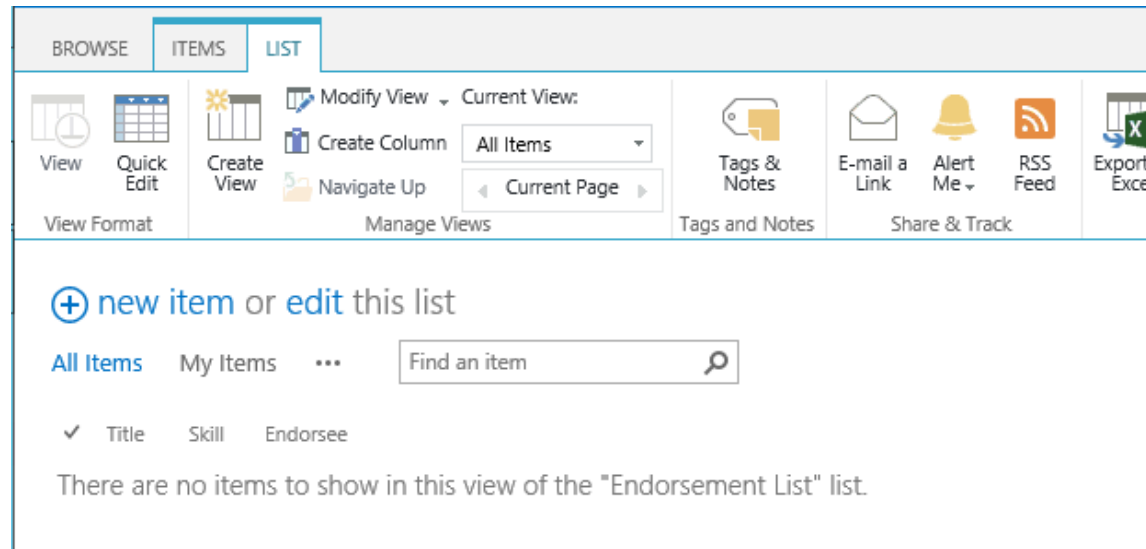 BROWSE ITEMS LIST
View
Quick Edit
View Format
Create View
Modify View
Create Column
Navigate Up
Current View:
All Items
Current Page
Manage Views
Tags & Notes
Tags and Notes
E-mail a Link
Alert Me
RSS Feed
Share & Track
Export
new item or edit this list
All Items My Items ... Find an item
Title Skill Endorsee
There are no items to show in this view of the "Endorsement List" list.